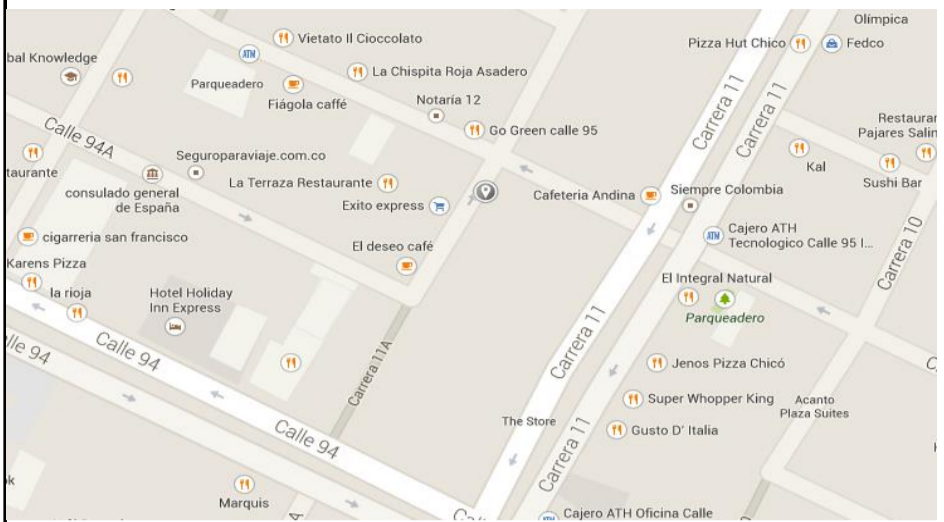 Olímpica
Vietato Il Cioccolato
Pizza Hut Chico
Fedco
bal Knowledge
ATM
La Chispita Roja Asadero
Parqueadero
Fiágola caffé
Notaría 12
Carrera 11
Carrera 11
Go Green calle 95
Restaurar
Pajares Salin
Calle 94A
Kal
Seguroparaviaje.com.co
taurante
Sushi Bar
consulado general
de España
La Terraza Restaurante
Exito express
Cafeteria Andina
Siempre Colombia
cigarreria san francisco
Cajero ATH
Tecnologico Calle 95 I...
ATM
El deseo café
Carrera 10
Karens Pizza
la rioja
Hotel Holiday
Inn Express
El Integral Natural
Parqueadero
lle 94
Calle 94
Carrera 11A
Carrera 11
Jenos Pizza Chicó
Super Whopper King
Acanto
Plaza Suites
The Store
Gusto D' Italia
Calle 94
Carrera 11
Marquis
Cajero ATH Oficina Calle